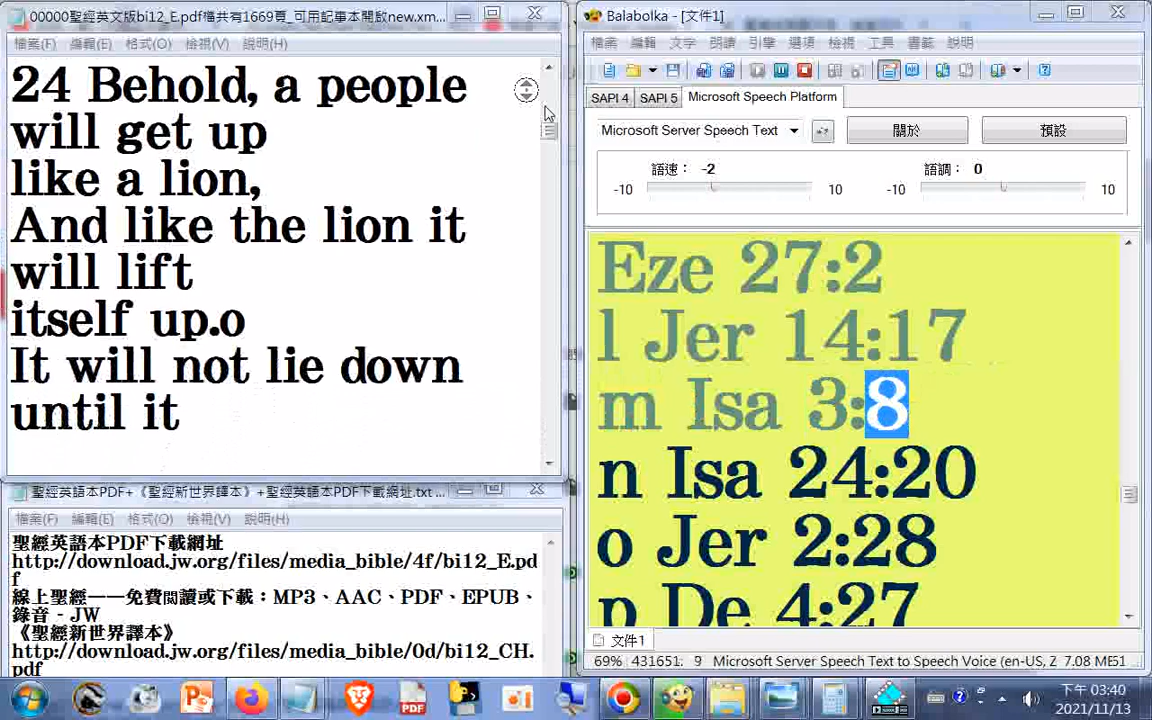 00000聖經英文版bi12_E.pdf檔共有1669頁_可用記事本開啟new.xm...
檔案(F) 編輯(E) 格式(O) 檢視(V) 說明(H)
24 Behold, a people
will get up
like a lion,
And like the lion it
will lift
itself up.o
It will not lie down
until it
聖經英語本PDF+《聖經新世界譯本》+聖經英語本PDF下載網址.txt ...
檔案(F) 編輯(E) 格式(O) 檢視(V) 說明(H)
聖經英語本PDF下載網址
http://download.jw.org/files/media_bible/4f/bi12_E.pd
f
線上聖經——免費閱讀或下載：MP3、AAC、PDF、EPUB、
錄音 - JW
《聖經新世界譯本》
http://download.jw.org/files/media_bible/0d/bi12_CH.
pdf
Balabolka - [文件1]
檔案 編輯 文字 朗讀 引擎 選項 檢視 工具 書籤 說明
SAPI 4 SAPI 5 Microsoft Speech Platform
Microsoft Server Speech Text 關於 預設
語速： -2 語調： 0
-10 10 -10 10
Eze 27:2
l Jer 14:17
m Isa 3:8
n Isa 24:20
o Jer 2:28
p De 4:27
文件1
69% 431651: 9 Microsoft Server Speech Text to Speech Voice (en-US, Z 7.08 ME51
PDF
下午 03:40
2021/11/13